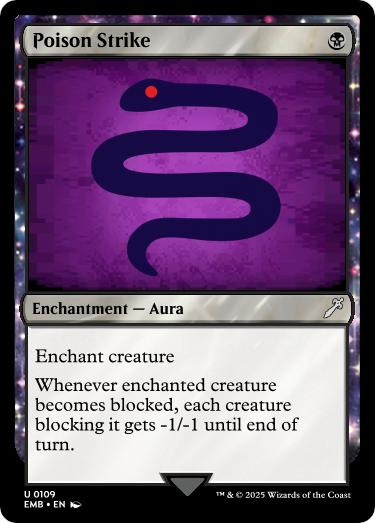 Poison Strike
Enchantment — Aura
Enchant creature
Whenever enchanted creature
becomes blocked, each creature
blocking it gets -1/-1 until end of
turn.
U 0109
EMB • EN
™ & © 2025 Wizards of the Coast